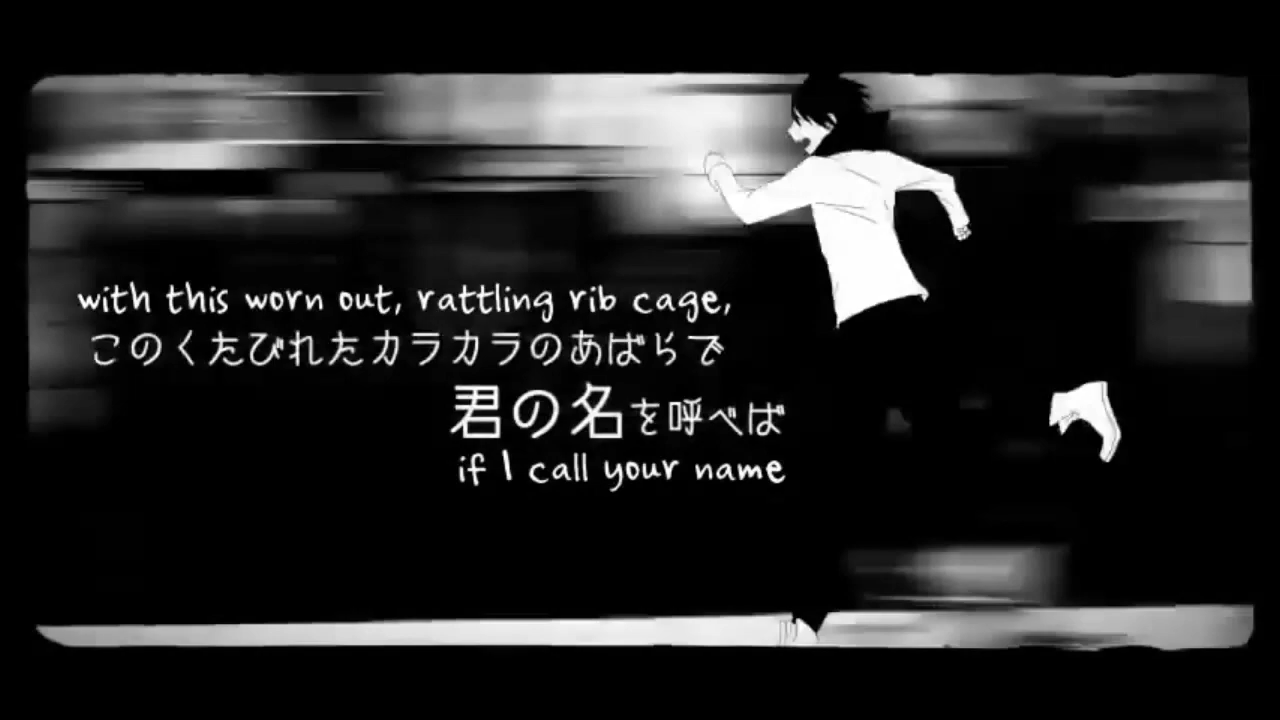 with this worn out, rattling rib cage,
このくたびれたカラカラのあばらで
君の名を呼べば
if I call your name